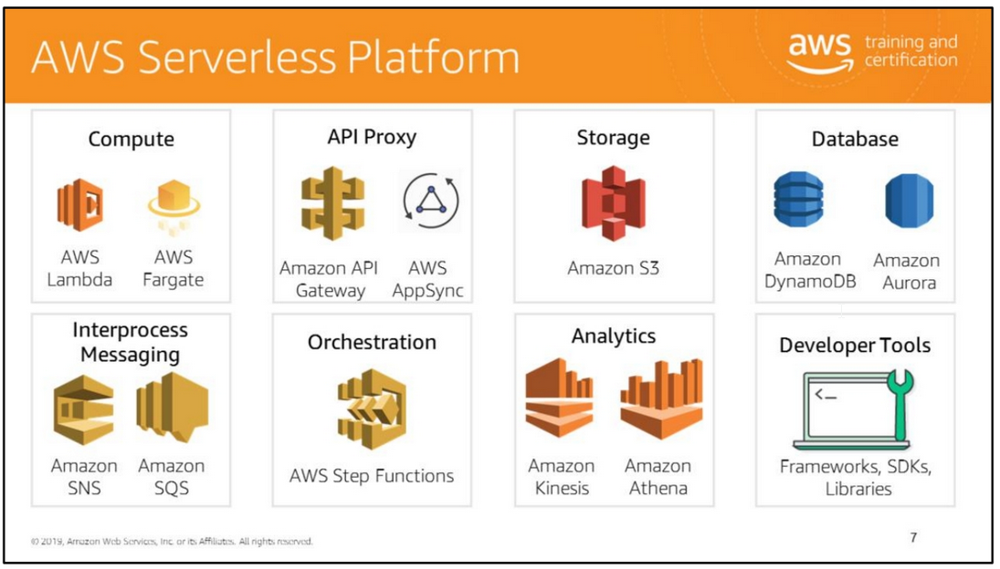 AWS Serverless Platform
aws training and
certification
Compute
AWS
Lambda
AWS
Fargate
API Proxy
Amazon API
Gateway
AWS
AppSync
Storage
Amazon S3
Database
Amazon
DynamoDB
Amazon
Aurora
Interprocess
Messaging
Amazon
SNS
Amazon
SQS
Orchestration
AWS Step Functions
Analytics
Amazon
Kinesis
Amazon
Athena
Developer Tools
Frameworks, SDKs,
Libraries
© 2019, Amazon Web Services, Inc. or its Affiliates. All rights reserved.
7